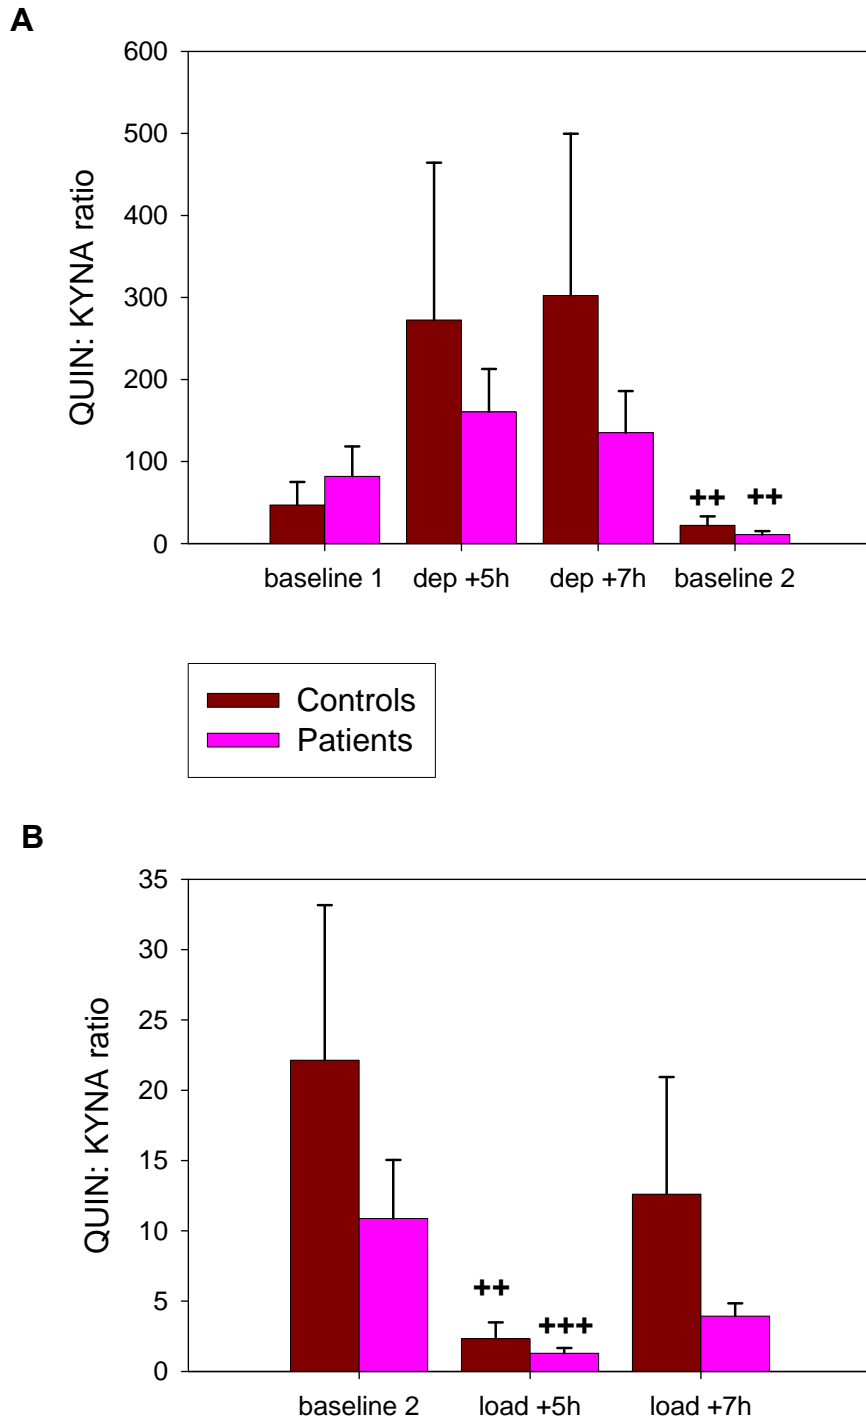 A
600
500
400
300
200
100
0
QUIN: KYNA ratio
++ ++
baseline 1 dep +5h dep +7h baseline 2
Controls
Patients
B
35
30
25
20
15
10
5
0
QUIN: KYNA ratio
++
+++
baseline 2 load +5h load +7h